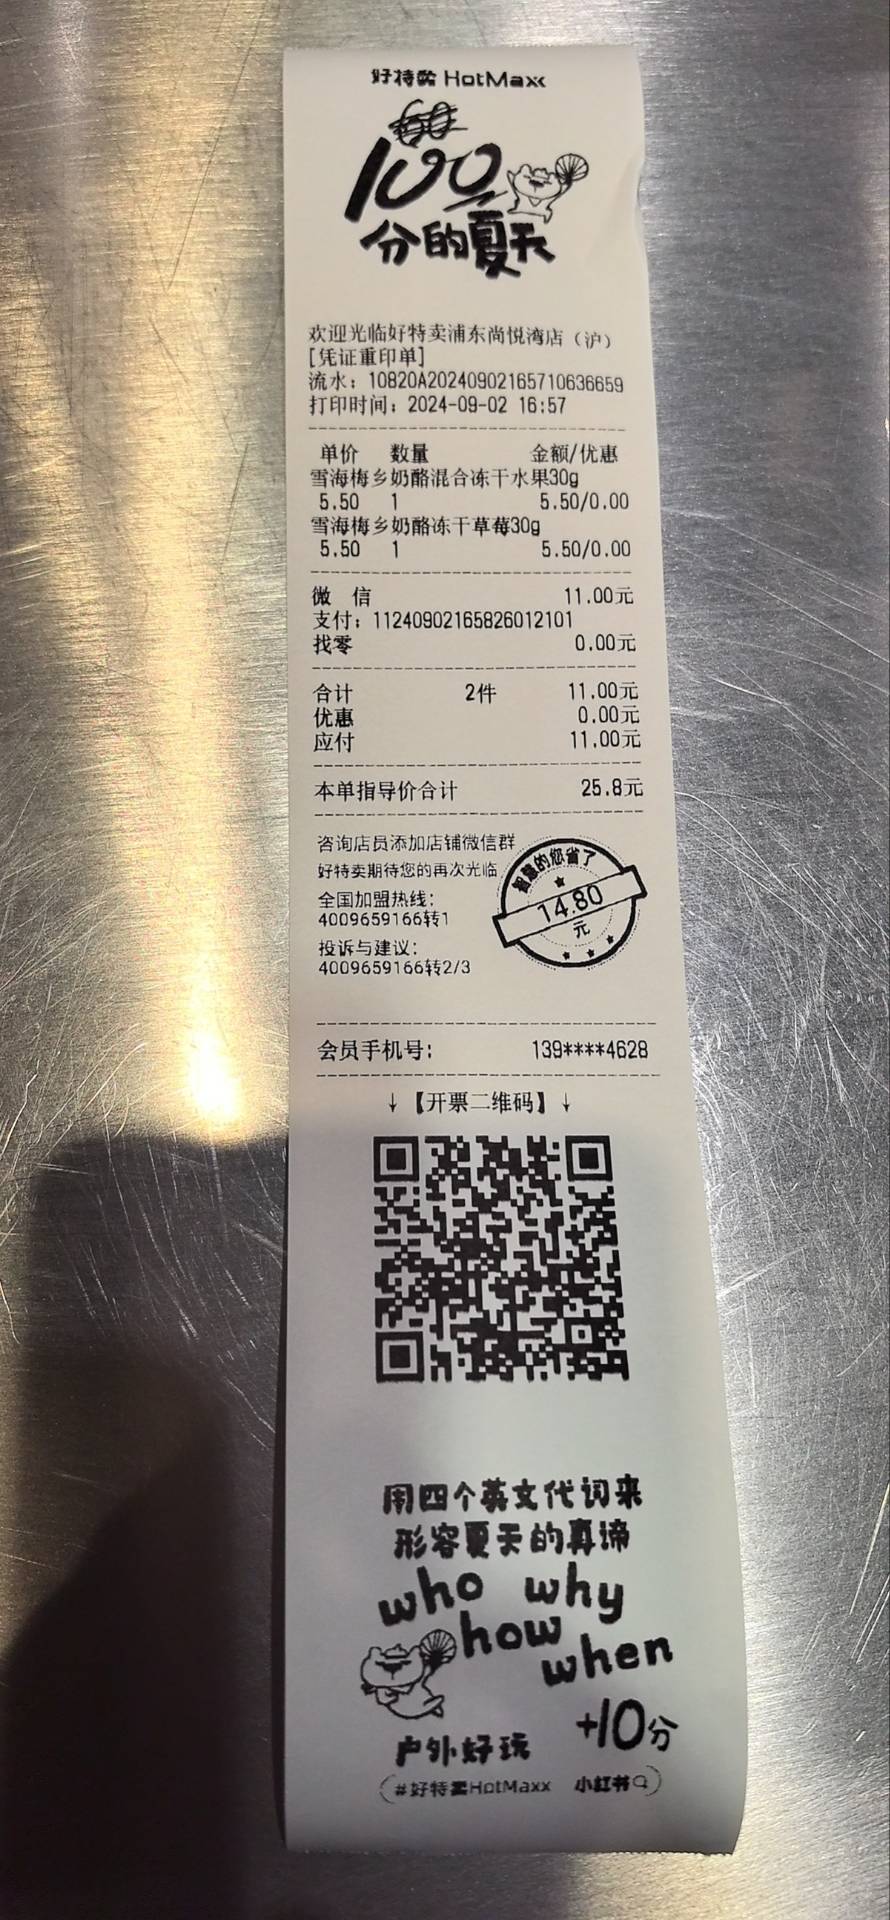 好特卖 HotMaxx
60
100
分的夏天
欢迎光临好特卖浦东尚悦湾店（沪）
[凭证重印单]
流水：10820A20240902165710636659
打印时间：2024-09-02 16:57
单价 数量 金额/优惠
雪海梅乡奶酪混合冻干水果30g
5.50 1 5.50/0.00
雪海梅乡奶酪冻干草莓30g
5.50 1 5.50/0.00
微 信 11.00元
支付：11240902165826012101
找零 0.00元
合计 2件 11.00元
优惠 0.00元
应付 11.00元
本单指导价合计 25.8元
咨询店员添加店铺微信群
好特卖期待您的再次光临
全国加盟热线：
4009659166转1
投诉与建议：
4009659166转2/3
智慧的您省了
14.80
元
会员手机号： 139****4628
↓【开票二维码】↓
用四个英文代词来
形容夏天的真谛
who why
how
when
+10分
户外好玩
#好特卖HotMaxx 小红书